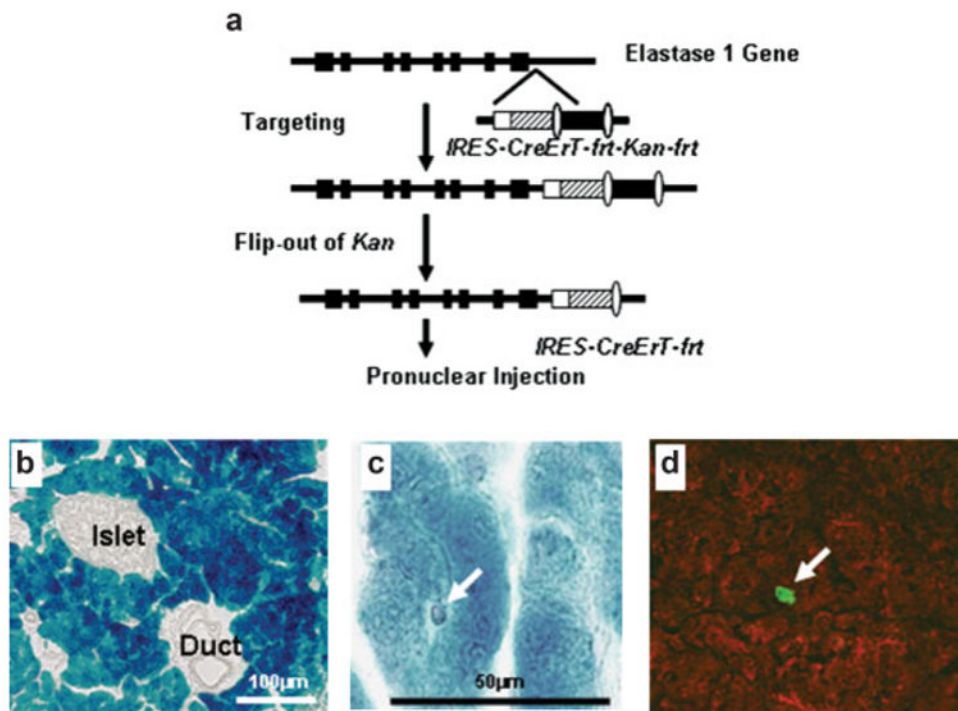 a
Elastase 1 Gene
Targeting
IRES-CreErT-frt-Kan-frt
Flip-out of Kan
IRES-CreErT-frt
Pronuclear Injection
b
Islet
Duct
100µm
c
50µm
d